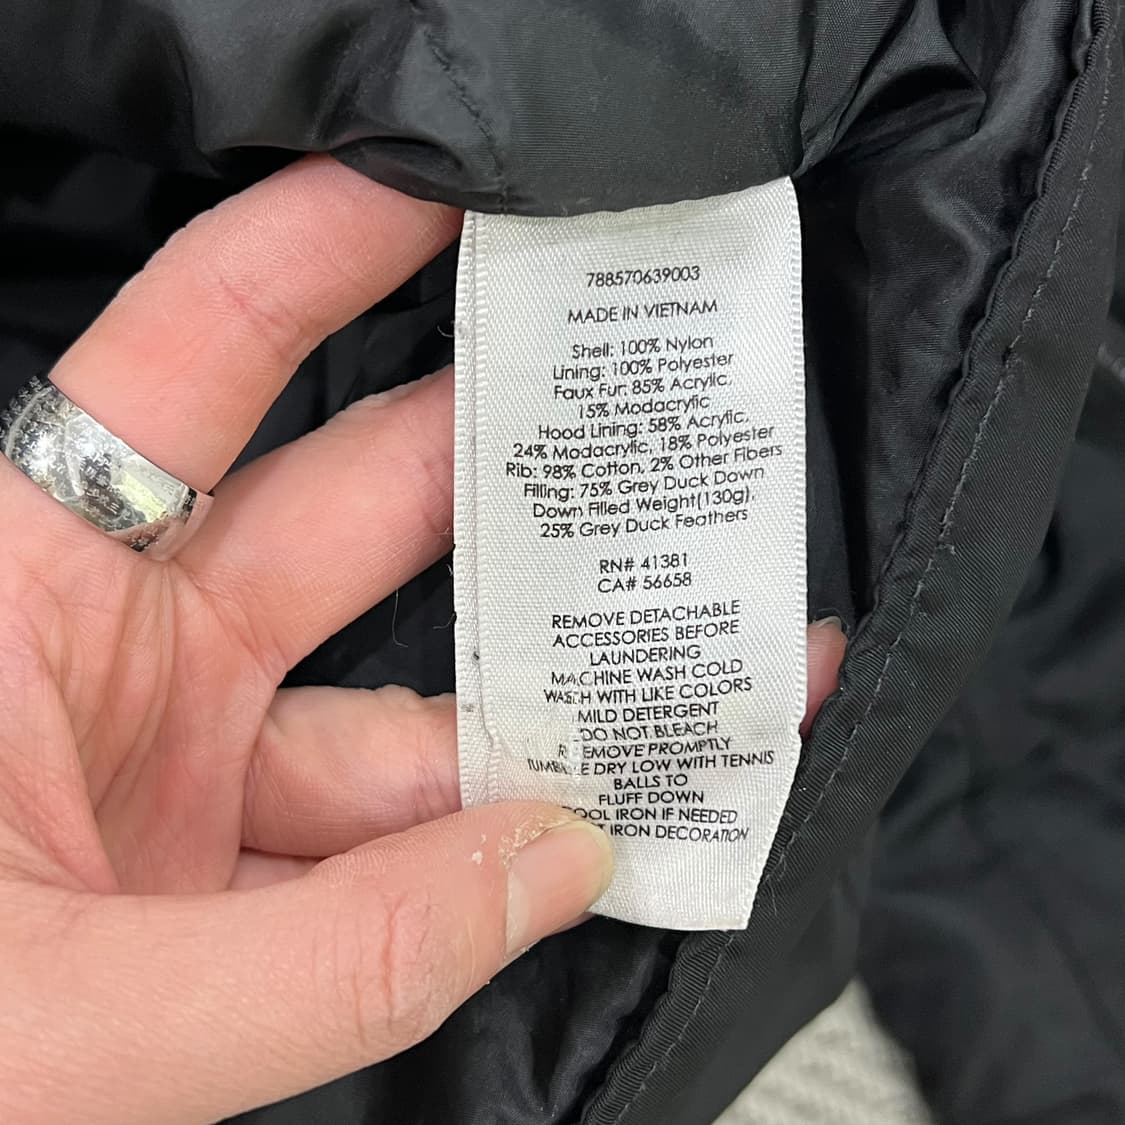 788570639003
MADE IN VIETNAM
Shell: 100% Nylon
Lining: 100% Polyester
Faux Fur: 85% Acrylic,
15% Modacrylic
Hood Lining: 58% Acrylic,
24% Modacrylic, 18% Polyester
Rib: 98% Cotton, 2% Other Fibers
Filling: 75% Grey Duck Down
Down Filled Weight(130g),
25% Grey Duck Feathers
RN# 41381
CA# 56658
REMOVE DETACHABLE
ACCESSORIES BEFORE
LAUNDERING
MACHINE WASH COLD
WASH WITH LIKE COLORS
MILD DETERGENT
DO NOT BLEACH
REMOVE PROMPTLY
TUMBLE DRY LOW WITH TENNIS
BALLS TO
FLUFF DOWN
OOL IRON IF NEEDED
IRON DECORATION